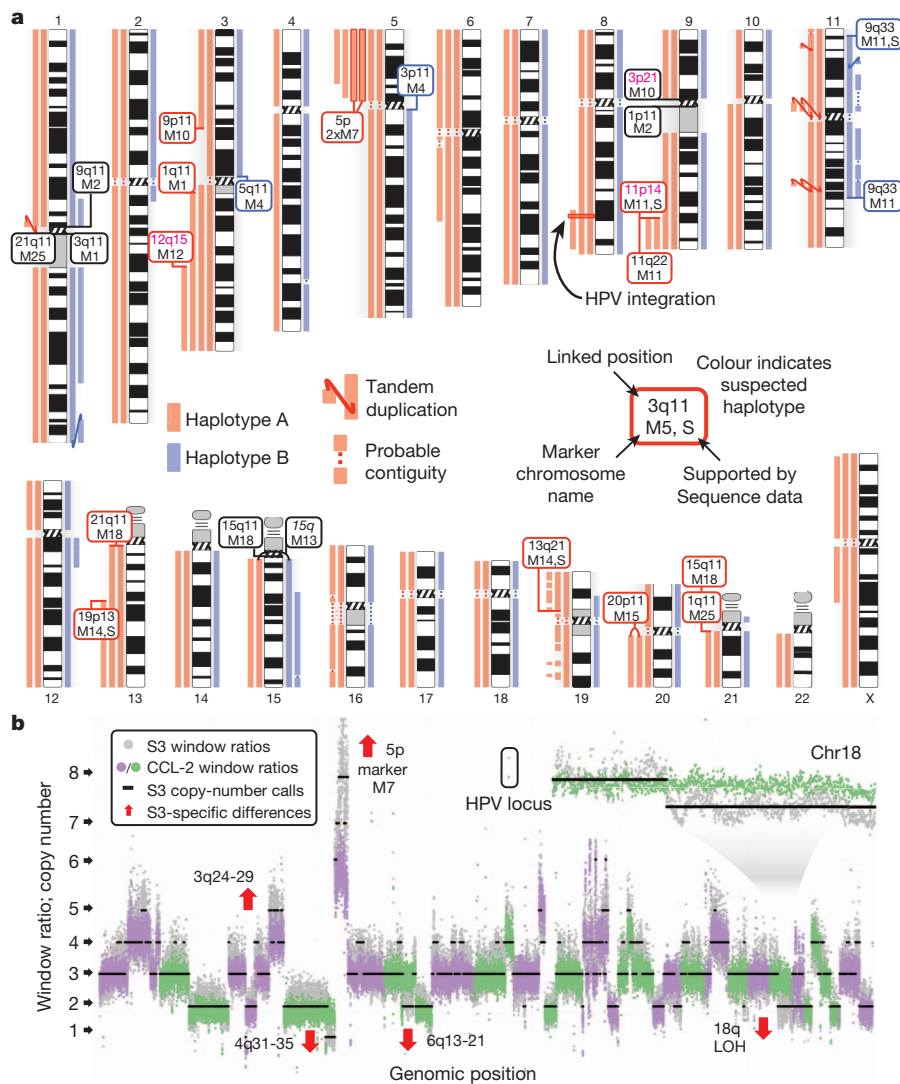 a
1
2
3
4
5
6
7
8
9
10
11
9q33
M11,S
3p11
M4
3p21
M10
9p11
M10
5p
2xM7
1p11
M2
9q11
M2
1q11
M1
11p14
M11,S
5q11
M4
9q33
M11
21q11
M25
3q11
M1
12q15
M12
11q22
M11
HPV integration
Linked position
Colour indicates
suspected
haplotype
Tandem
duplication
3q11
M5, S
Haplotype A
Haplotype B
Probable
contiguity
Marker
chromosome
name
Supported by
Sequence data
21q11
M18
15q11
M18
15q
M13
13q21
M14,S
15q11
M18
20p11
M15
1q11
M25
19p13
M14,S
12
13
14
15
16
17
18
19
20
21
22
X
b
S3 window ratios
CCL-2 window ratios
S3 copy-number calls
S3-specific differences
5p
marker
M7
HPV locus
Chr18
Window ratio; copy number
8
7
6
5
4
3
2
1
3q24-29
4q31-35
6q13-21
18q
LOH
Genomic position